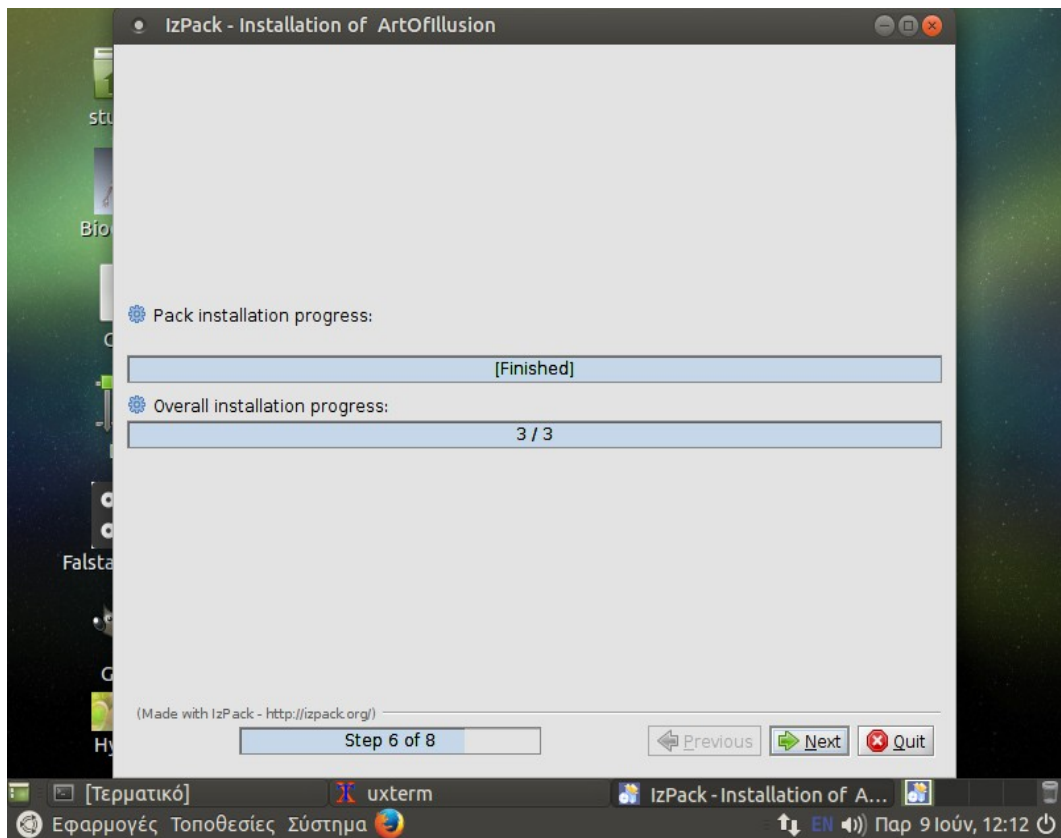 IzPack - Installation of ArtOfIllusion
Pack installation progress:
[Finished]
Overall installation progress:
3 / 3
(Made with IzPack - http://izpack.org/)
Step 6 of 8
Previous
Next
Quit
Falsta
[Τερματικό]
uxterm
IzPack - Installation of A...
Εφαρμογές Τοποθεσίες Σύστημα
EN
Παρ 9 Ιούν, 12:12